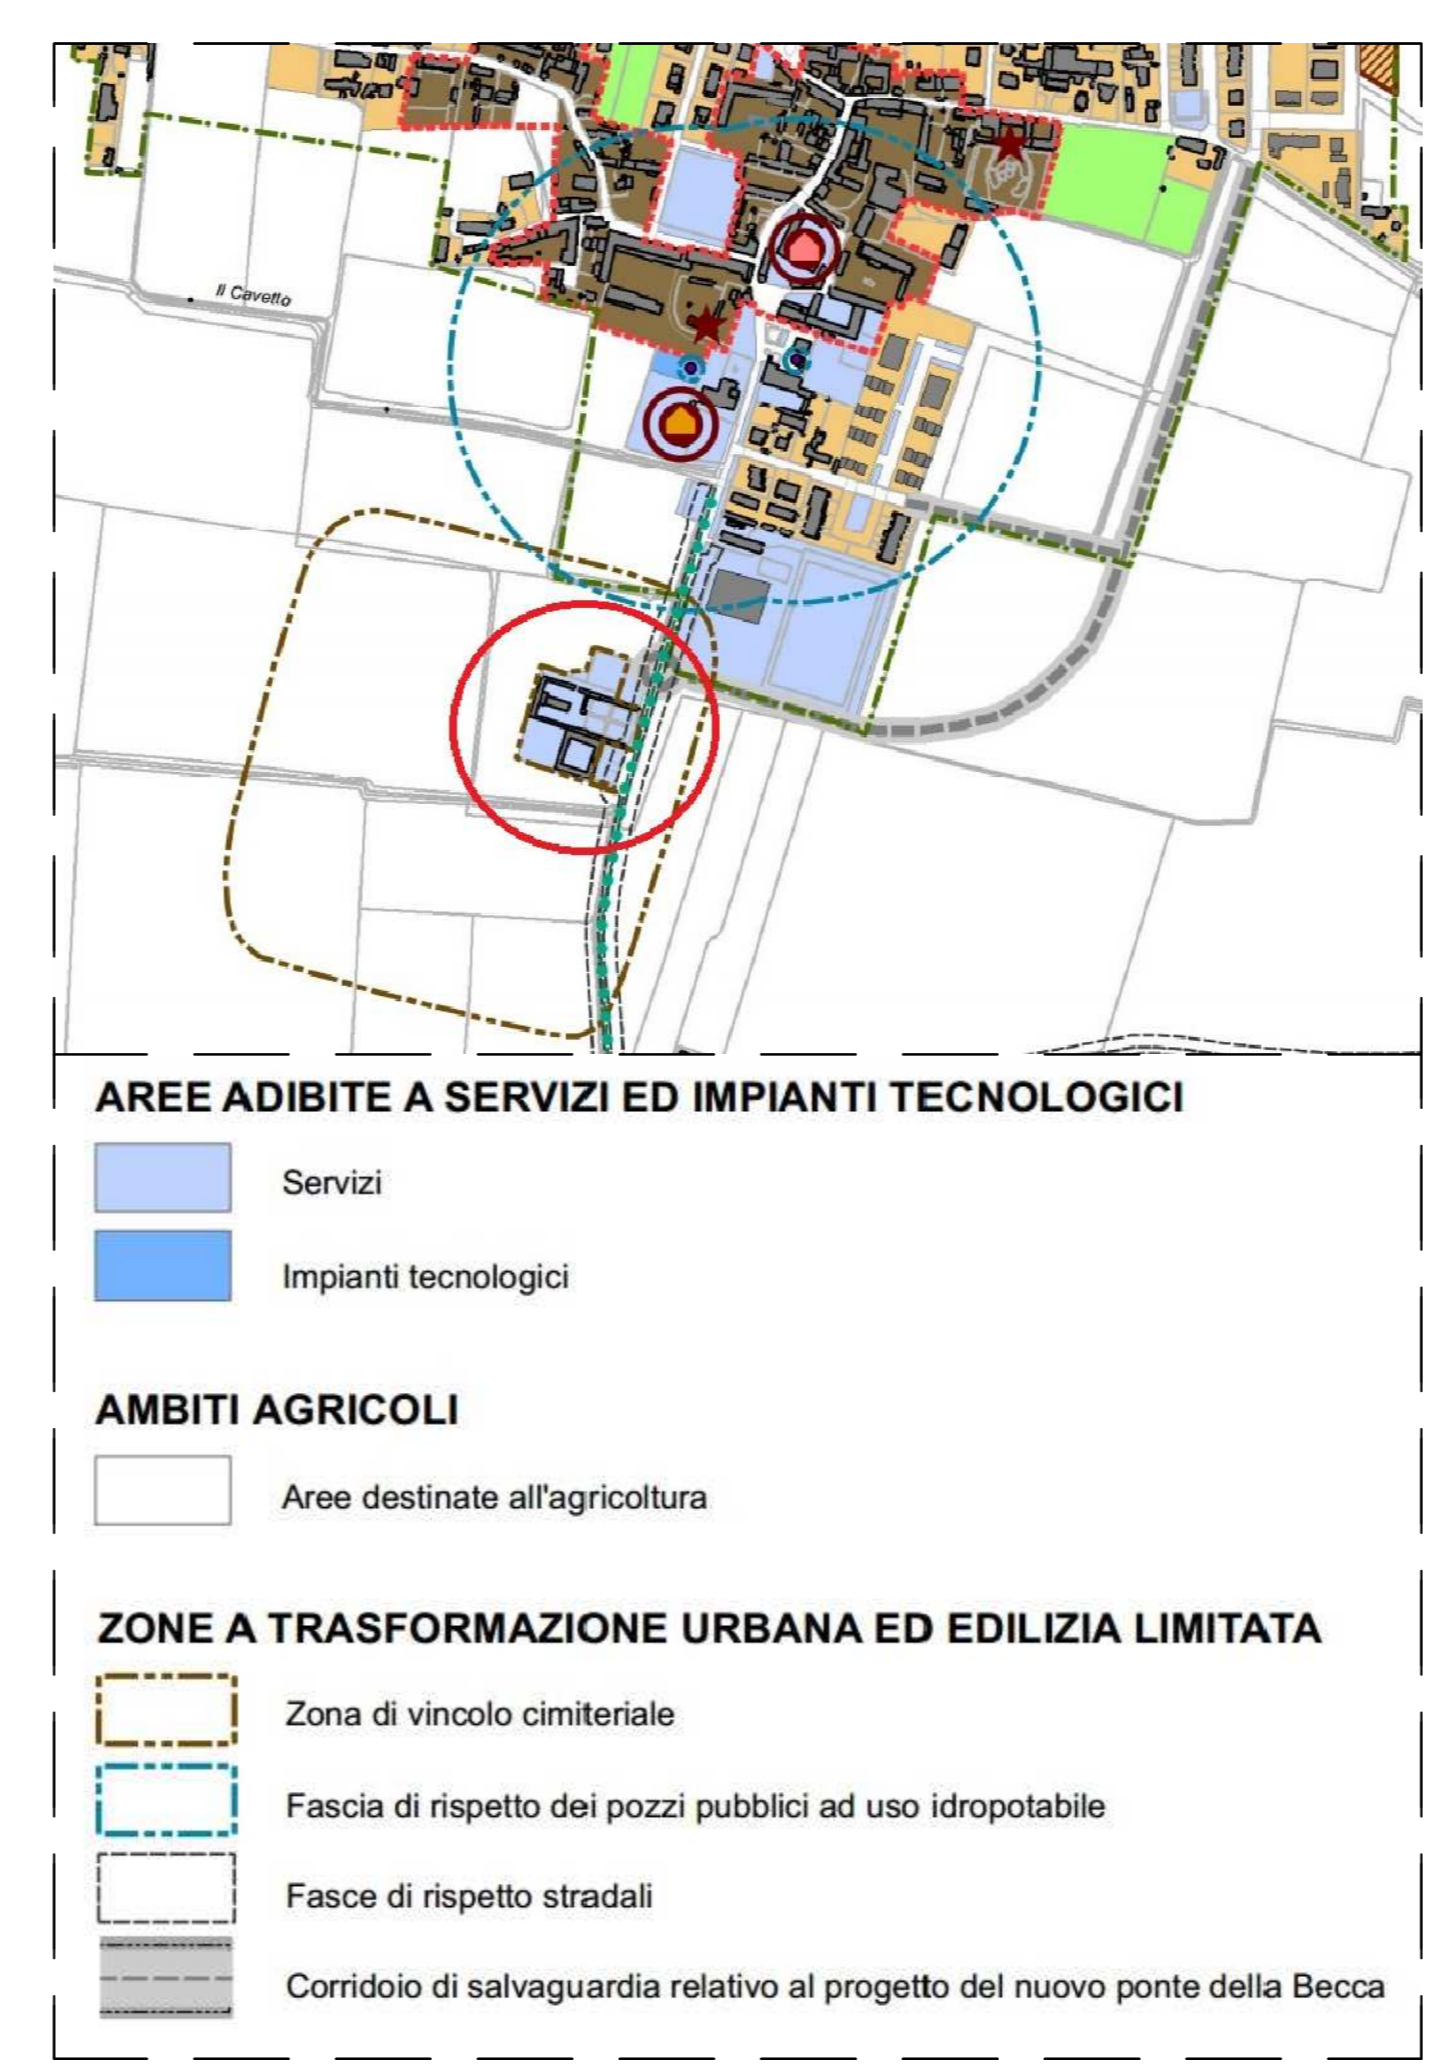 Il Cavetto
AREE ADIBITE A SERVIZI ED IMPIANTI TECNOLOGICI
Servizi
Impianti tecnologici
AMBITI AGRICOLI
Aree destinate all'agricoltura
ZONE A TRASFORMAZIONE URBANA ED EDILIZIA LIMITATA
Zona di vincolo cimiteriale
Fascia di rispetto dei pozzi pubblici ad uso idropotabile
Fasce di rispetto stradali
Corridoio di salvaguardia relativo al progetto del nuovo ponte della Becca